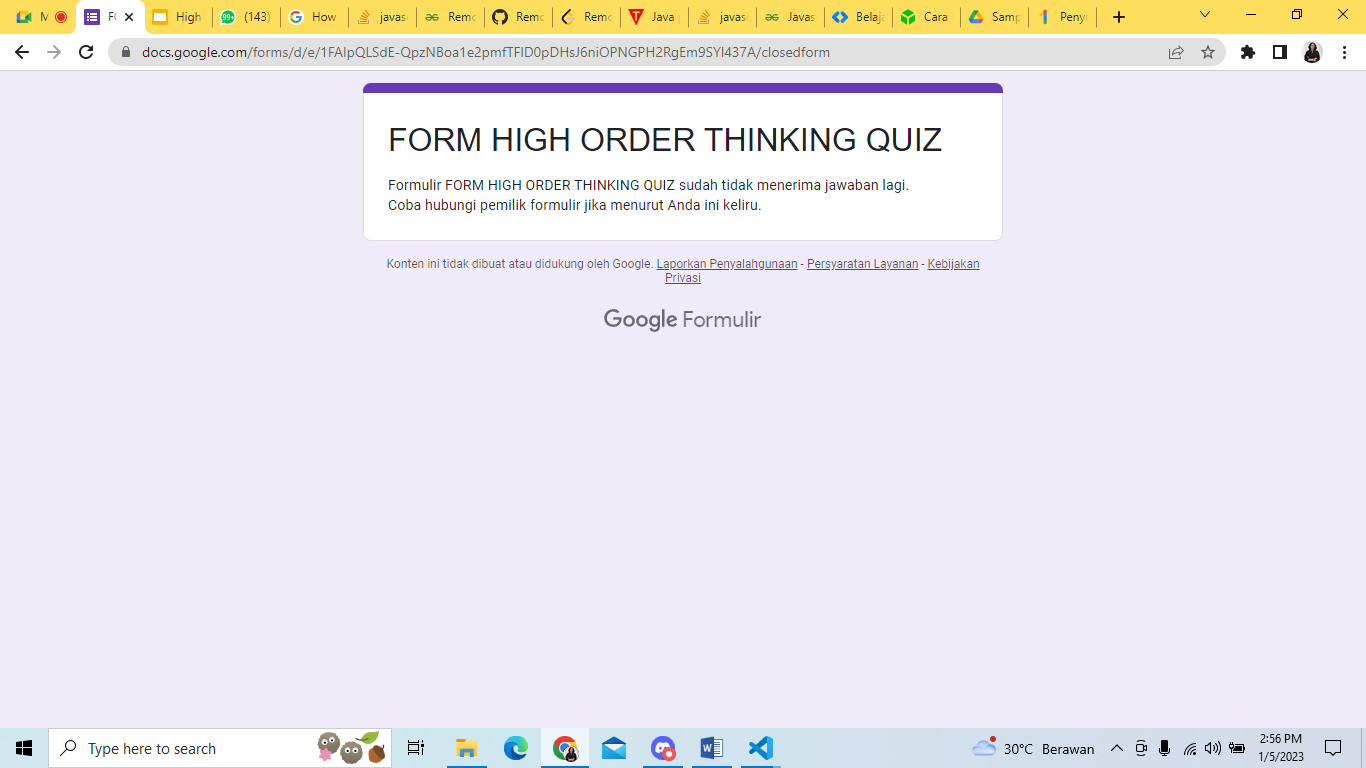 M
FO
High
(143)
How
javas
Remo
Remo
Remo
Java p
javas
Javas
Belaja
Cara
Samp
Penyi
docs.google.com/forms/d/e/1FAIpQLSdE-QpzNBoa1e2pmfTFID0pDHsJ6niOPNGPH2RgEm9SYI437A/closedform
FORM HIGH ORDER THINKING QUIZ
Formulir FORM HIGH ORDER THINKING QUIZ sudah tidak menerima jawaban lagi.
Coba hubungi pemilik formulir jika menurut Anda ini keliru.
Konten ini tidak dibuat atau didukung oleh Google. Laporkan Penyalahgunaan - Persyaratan Layanan - Kebijakan
Privasi
Google Formulir
Type here to search
30°C Berawan
2:56 PM
1/5/2023